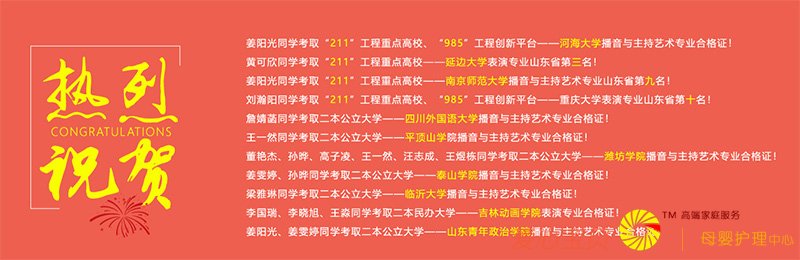 热烈
CONGRATULATIONS
祝贺
姜阳光同学考取“211”工程重点高校、“985”工程创新平台——河海大学播音与主持艺术专业合格证！
黄可欣同学考取“211”工程重点高校——延边大学表演专业山东省第三名！
姜阳光同学考取“211”工程重点高校——南京师范大学播音与主持艺术专业山东省第九名！
刘瀚阳同学考取“211”工程重点高校、“985”工程创新平台——重庆大学表演专业山东省第十名！
詹婧菡同学考取二本公立大学——四川外国语大学播音与主持艺术专业合格证！
王一然同学考取二本公立大学——平顶山学院播音与主持艺术专业合格证！
董艳杰、孙晔、高子凌、王一然、汪志成、王煜栋同学考取二本公立大学——潍坊学院播音与主持艺术专业合格证！
姜雯婷、孙晔同学考取二本公立大学——泰山学院播音与主持艺术专业合格证！
梁雅琳同学考取二本公立大学——临沂大学播音与主持艺术专业合格证！
李国瑞、李晓旭、王淼同学考取二本民办大学——吉林动画学院表演专业合格证！
姜阳光、姜雯婷同学考取二本公立大学——山东青年政治学院播音与主持艺术专业合格证！
TM 高端家庭服务
母婴护理中心